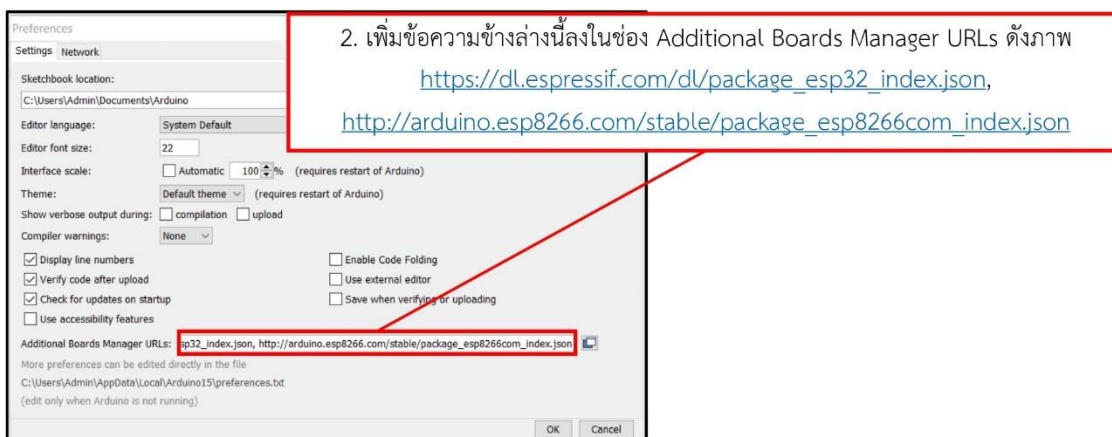 Preferences
Settings Network
2. เพิ่มข้อความข้างล่างนี้ลงในช่อง Additional Boards Manager URLs ดังภาพ
https://dl.espressif.com/dl/package_esp32_index.json,
http://arduino.esp8266.com/stable/package_esp8266com_index.json
Sketchbook location:
C:\Users\Admin\Documents\Arduino
Editor language: System Default
Editor font size: 22
Interface scale: Automatic 100 % (requires restart of Arduino)
Theme: Default theme (requires restart of Arduino)
Show verbose output during: compilation upload
Compiler warnings: None
Display line numbers Enable Code Folding
Verify code after upload Use external editor
Check for updates on startup Save when verifying or uploading
Use accessibility features
Additional Boards Manager URLs: sp32_index.json, http://arduino.esp8266.com/stable/package_esp8266com_index.json
More preferences can be edited directly in the file
C:\Users\Admin\AppData\Local\Arduino15\preferences.txt
(edit only when Arduino is not running)
OK Cancel